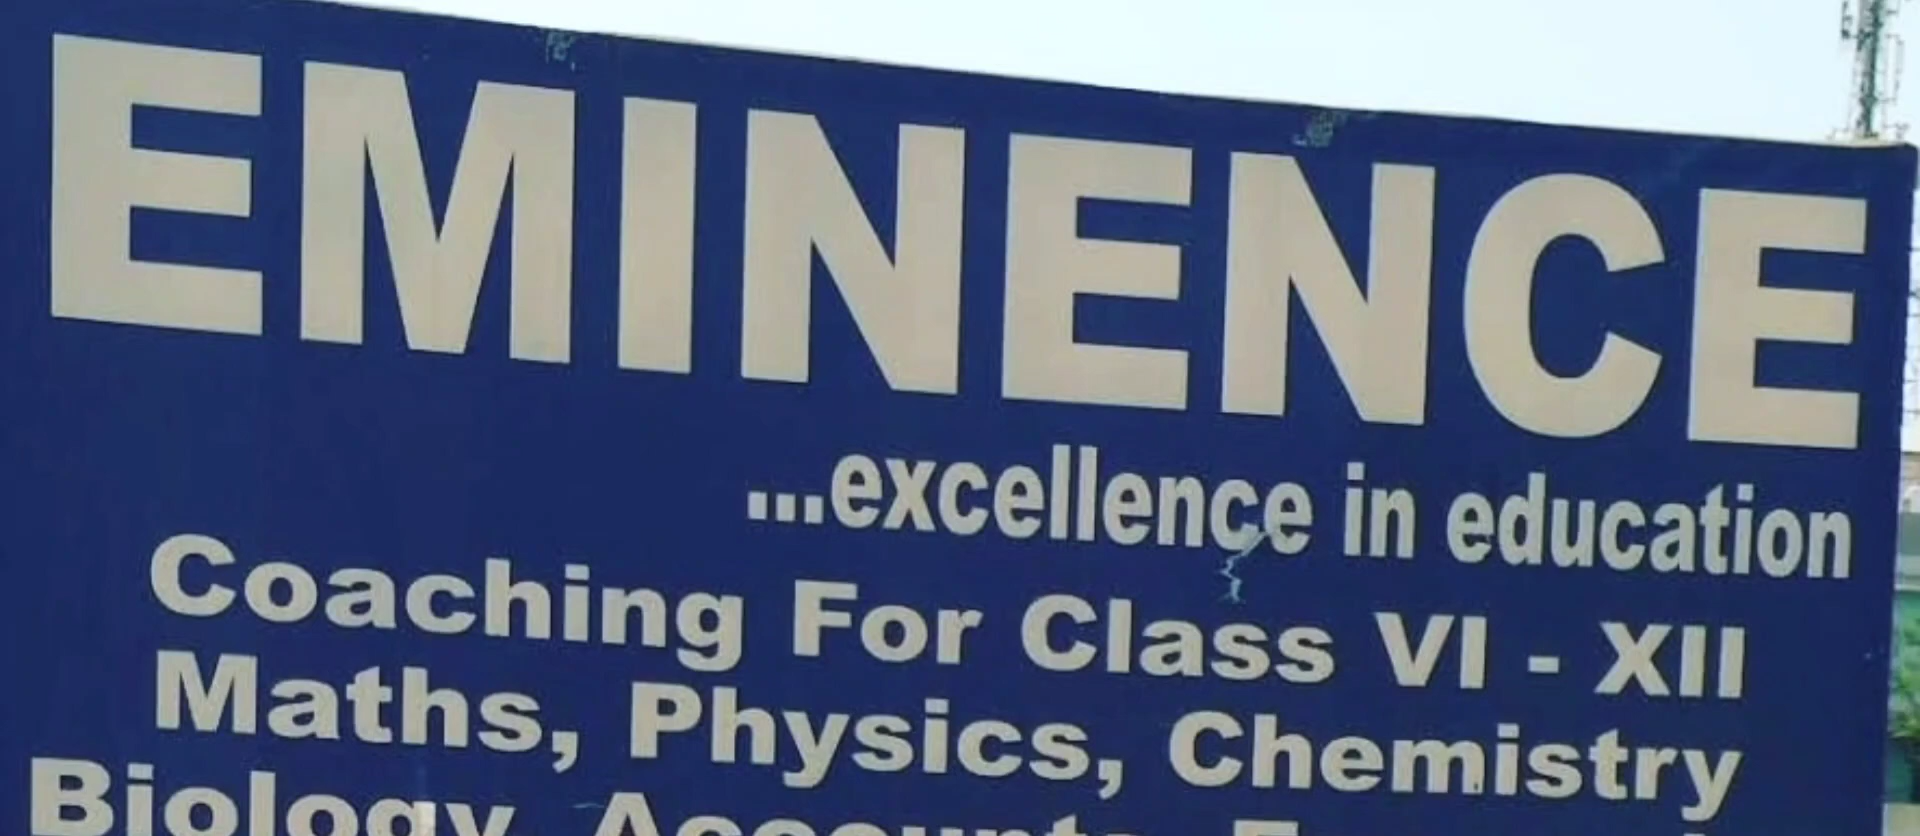 EMINENCE
...excellence in education
Coaching For Class VI - XII
Maths, Physics, Chemistry
Biology, Accounts,